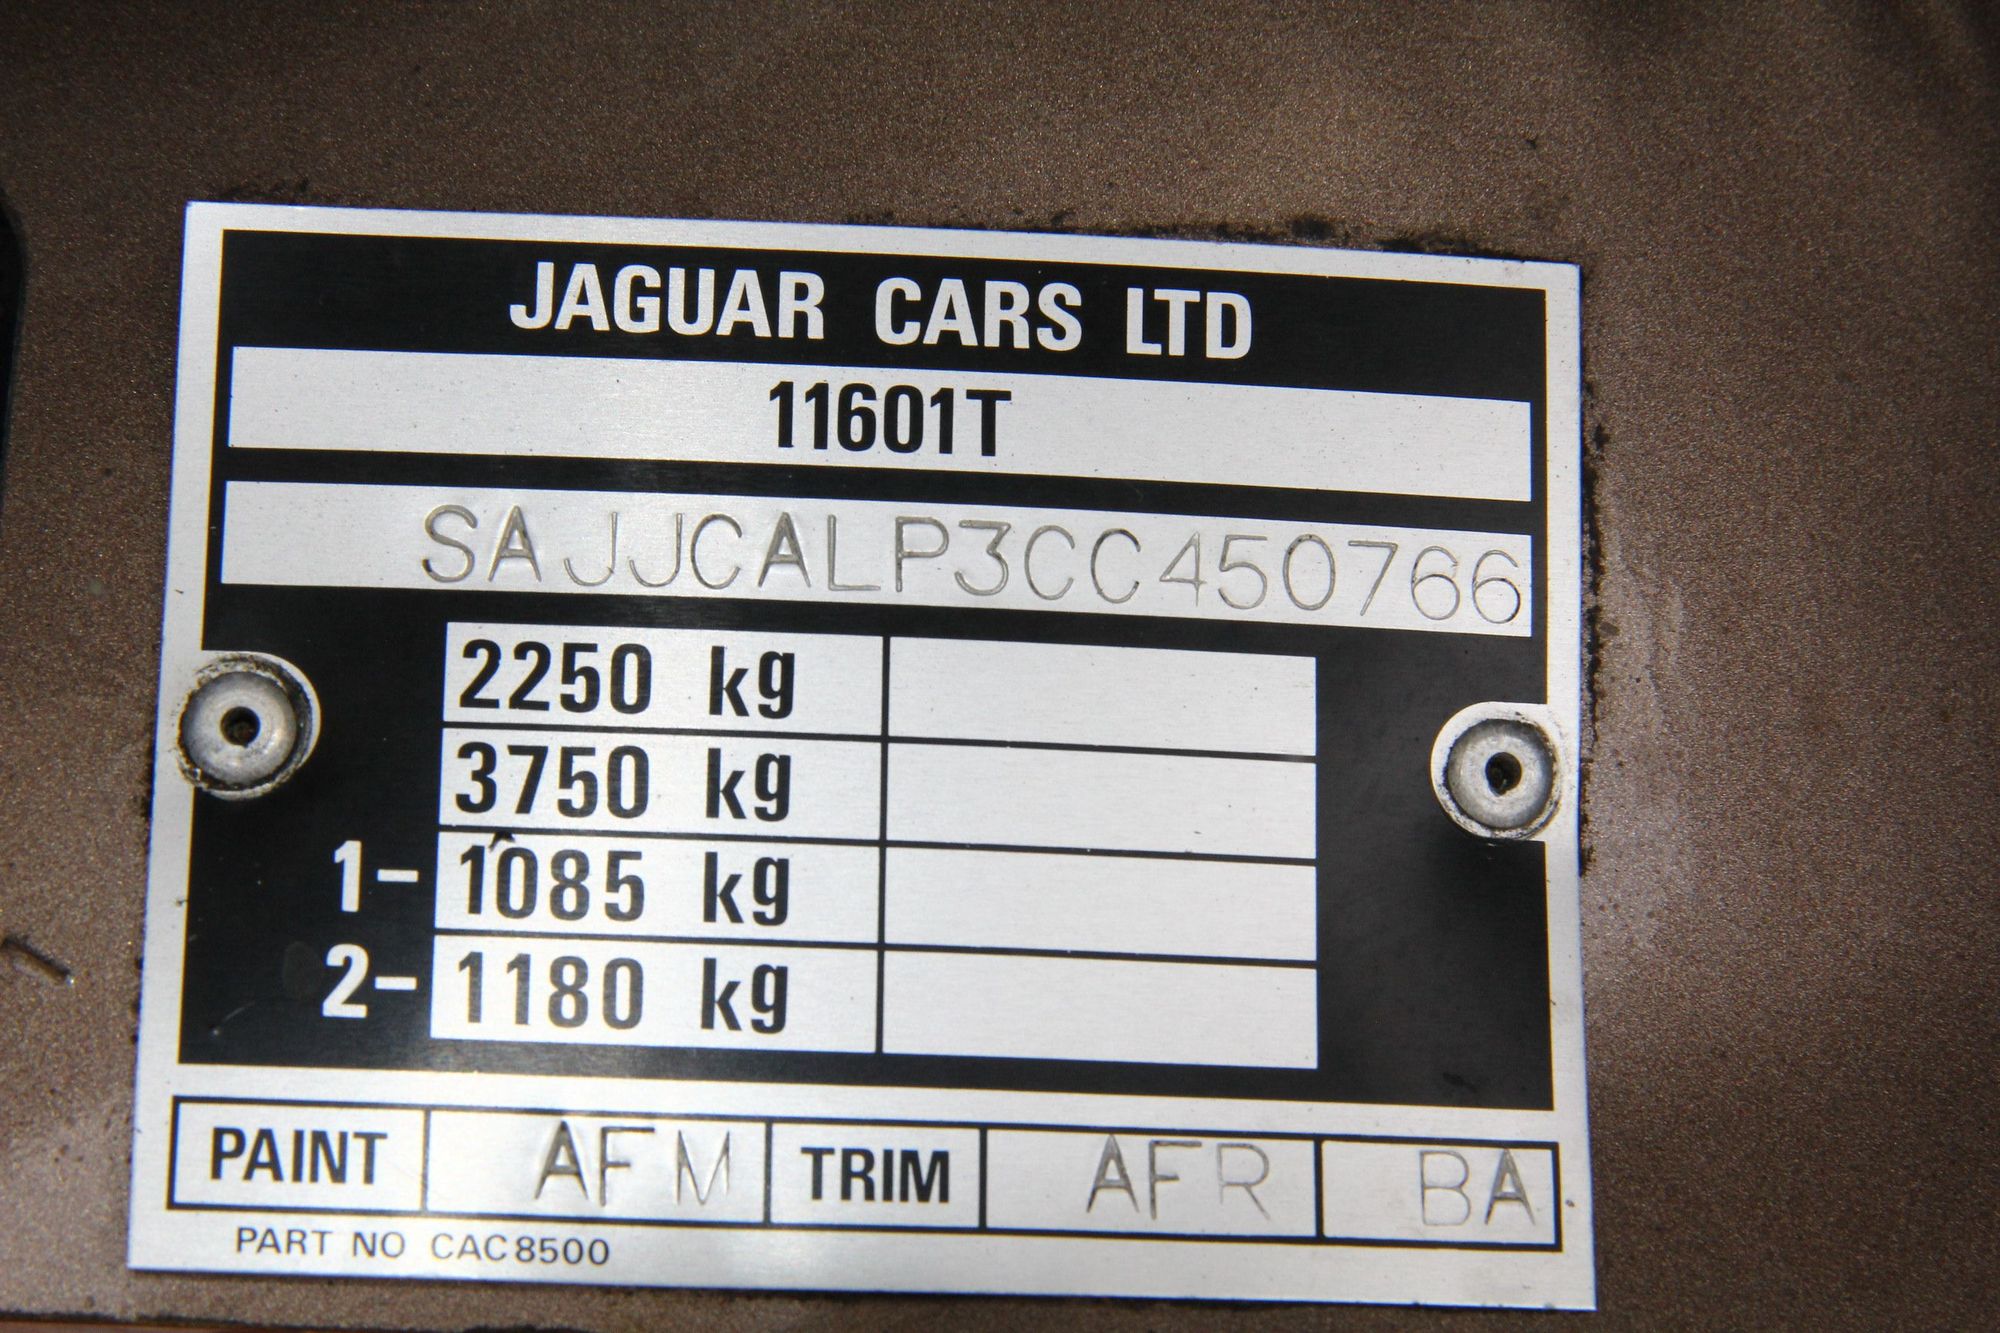 JAGUAR CARS LTD
11601T
SAJJCALP3CC450766
2250 kg
3750 kg
1- 1085 kg
2- 1180 kg
PAINT AFM TRIM AFR BA
PART NO CAC8500